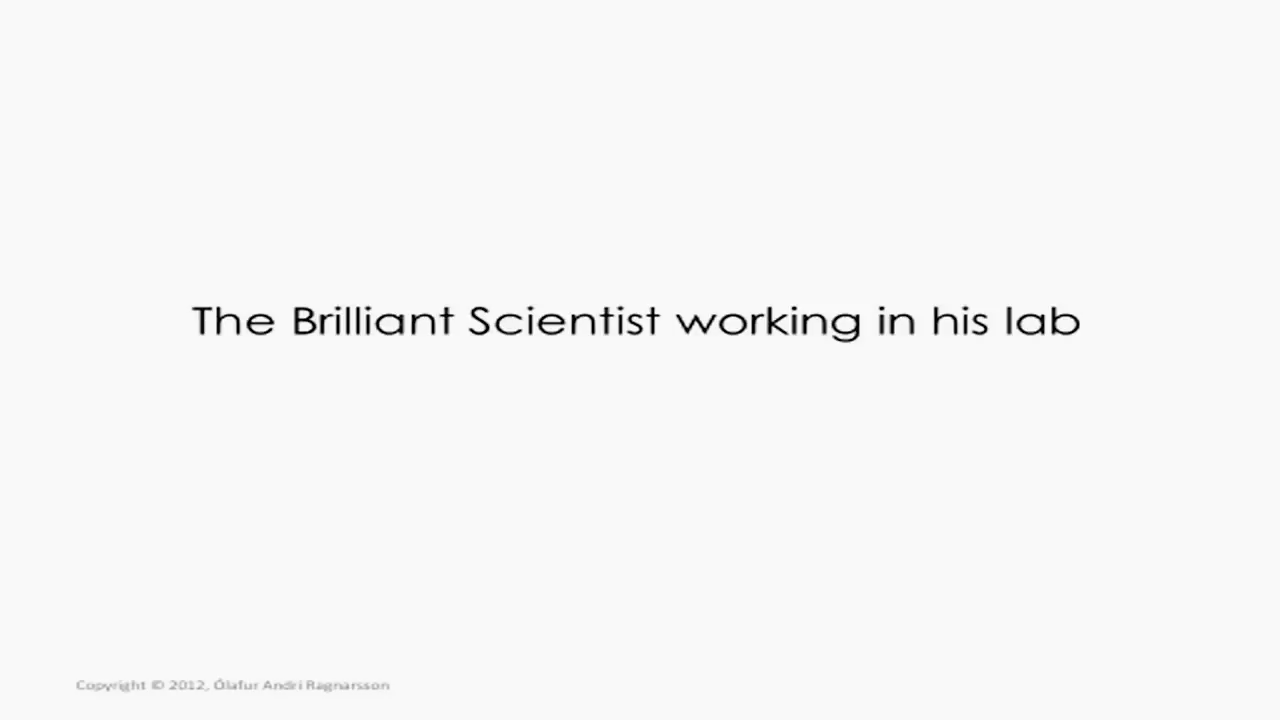 The Brilliant Scientist working in his lab
Copyright © 2012, Ólafur Andri Ragnarsson